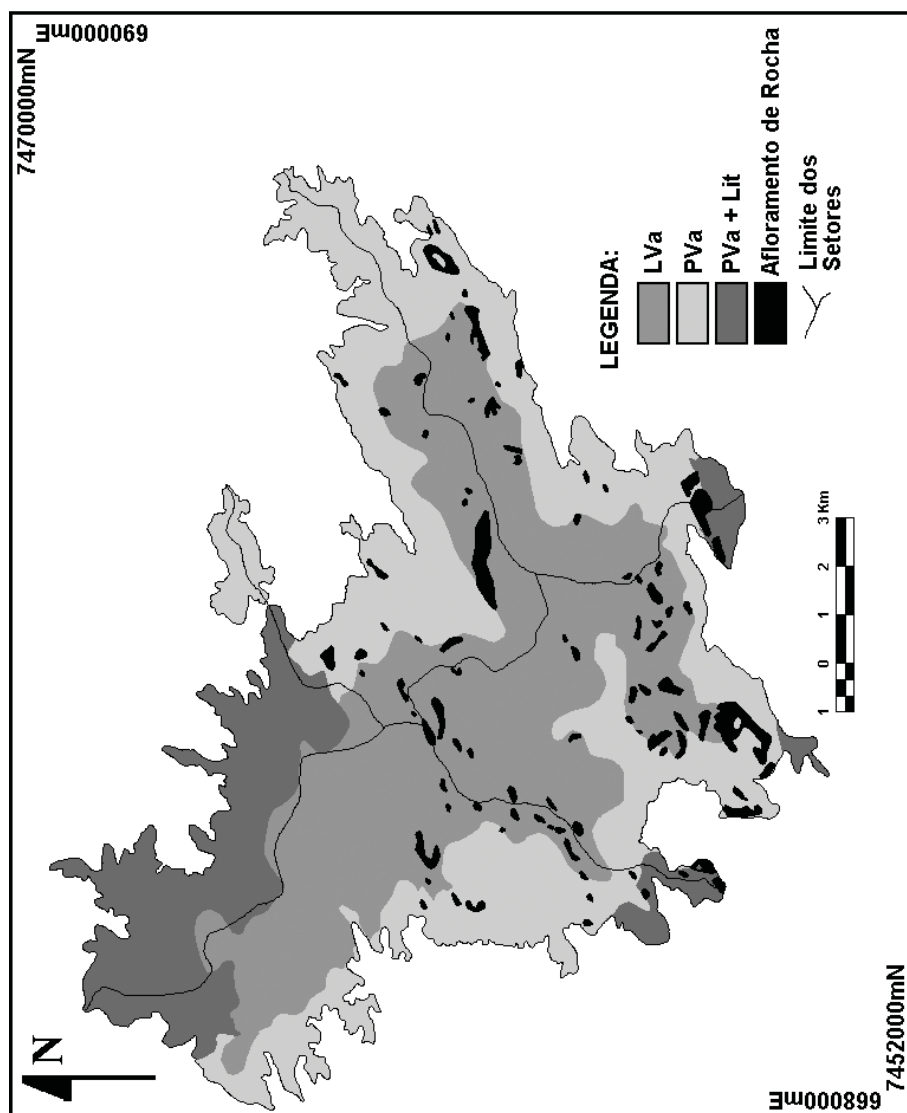 N
7470000mN
690000mE
LEGENDA:
LVa
PVa
PVa + Lit
Afloramento de Rocha
Limite dos
Setores
1 0 1 2 3 Km
7452000mN
668000mE